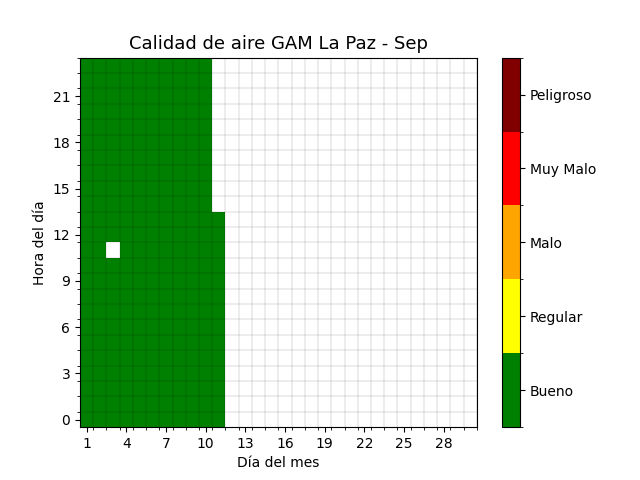 Calidad de aire GAM La Paz - Sep
Hora del día
21
18
15
12
9
6
3
0
1 4 7 10 13 16 19 22 25 28
Día del mes
Peligroso
Muy Malo
Malo
Regular
Bueno